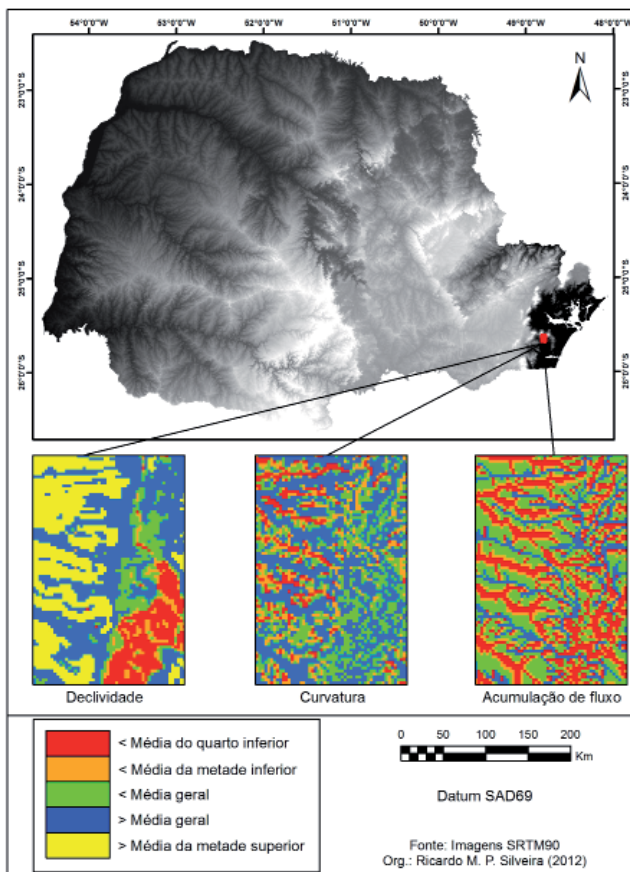 54°0'0"W 53°0'0"W 52°0'0"W 51°0'0"W 50°0'0"W 49°0'0"W 48°0'0"W
N
23°0'0"S 23°0'0"S
24°0'0"S 24°0'0"S
25°0'0"S 25°0'0"S
26°0'0"S 26°0'0"S
Declividade Curvatura Acumulação de fluxo
< Média do quarto inferior
< Média da metade inferior
< Média geral
> Média geral
> Média da metade superior
0 50 100 150 200
Km
Datum SAD69
Fonte: Imagens SRTM90
Org.: Ricardo M. P. Silveira (2012)